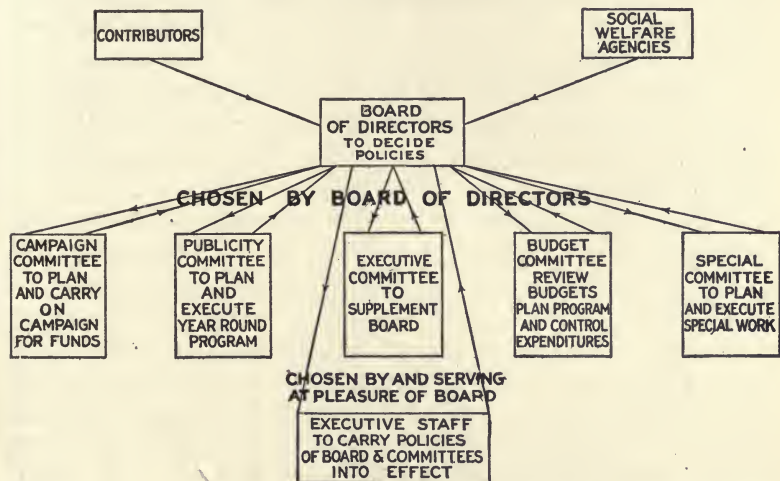 CONTRIBUTORS
SOCIAL
WELFARE
AGENCIES
BOARD
OF DIRECTORS
TO DECIDE
POLICIES
CHOSEN BY BOARD OF DIRECTORS
CAMPAIGN
COMMITTEE
TO PLAN
AND CARRY
ON
CAMPAIGN
FOR FUNDS
PUBLICITY
COMMITTEE
TO PLAN
AND
EXECUTE
YEAR ROUND
PROGRAM
EXECUTIVE
COMMITTEE
TO
SUPPLEMENT
BOARD
BUDGET
COMMITTEE
REVIEW
BUDGETS
PLAN PROGRAM
AND CONTROL
EXPENDITURES
SPECIAL
COMMITTEE
TO PLAN
AND EXECUTE
SPECIAL WORK
CHOSEN BY AND SERVING
AT PLEASURE OF BOARD
EXECUTIVE STAFF
TO CARRY POLICIES
OF BOARD & COMMITTEES
INTO EFFECT